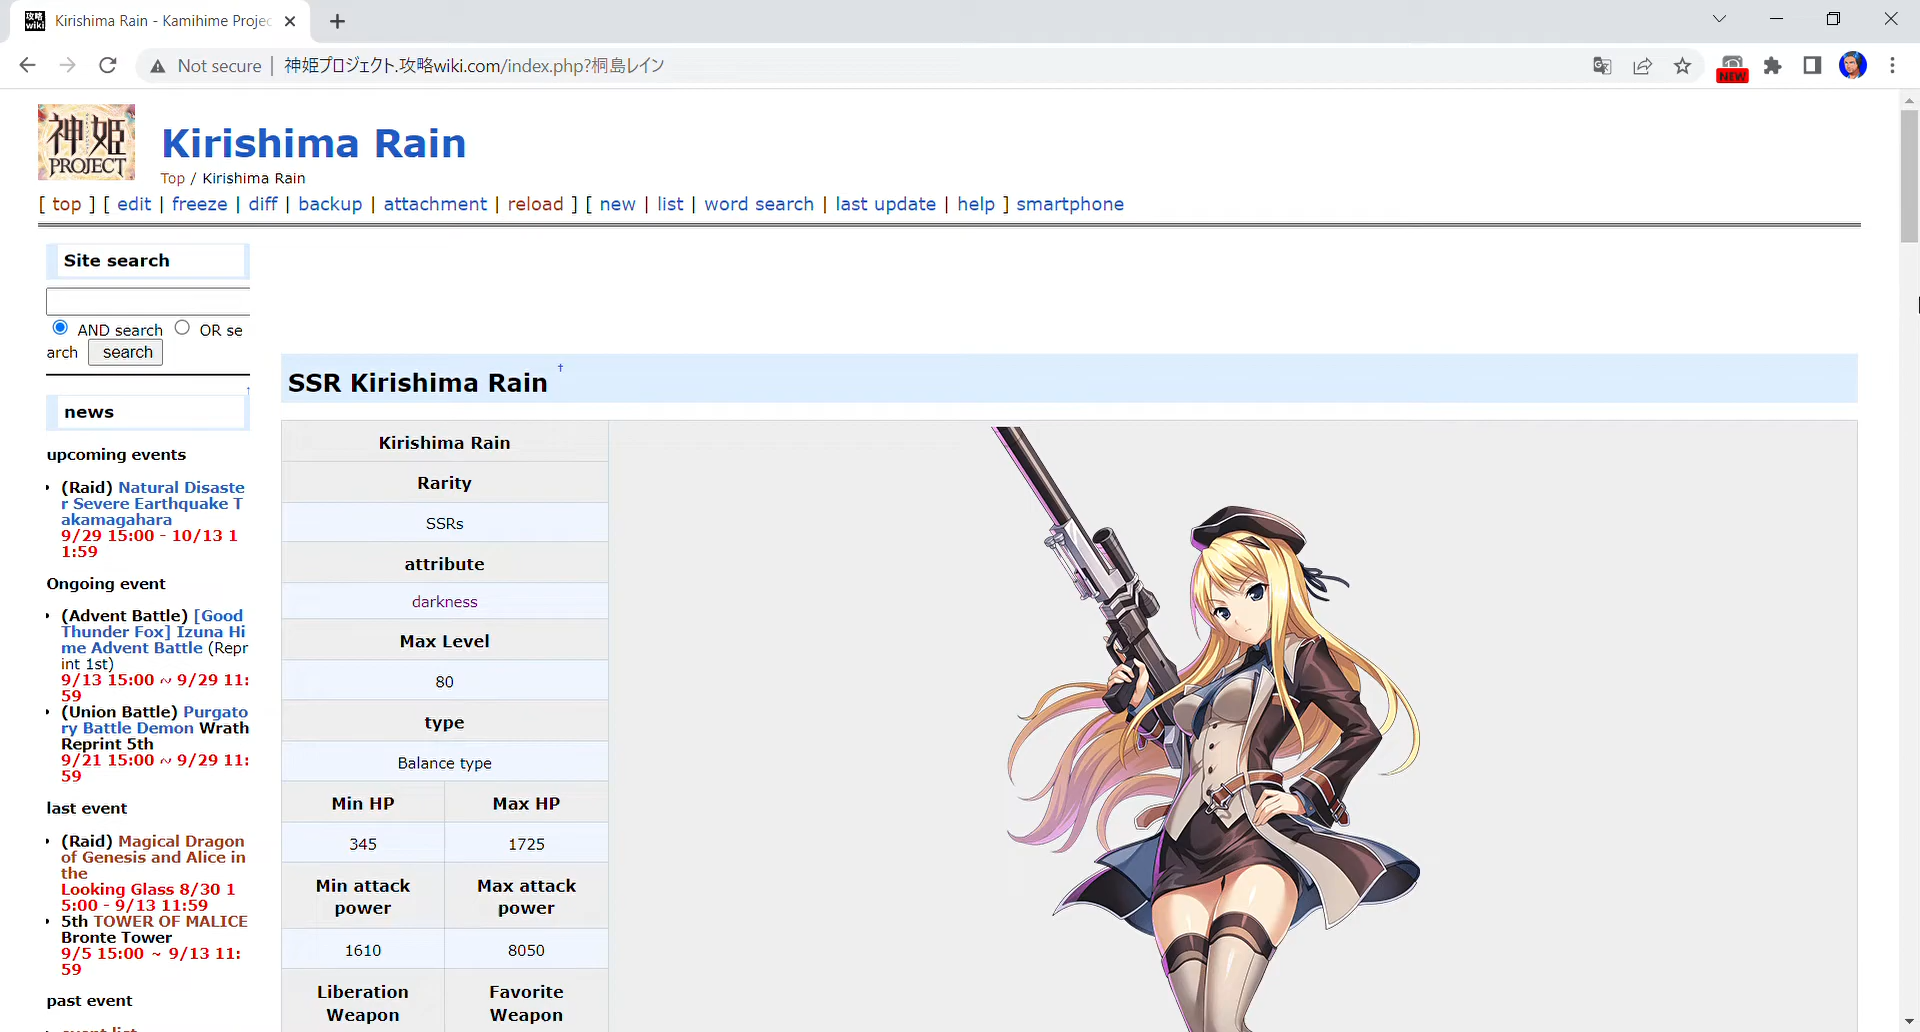 Kirishima Rain - Kamihime Projec
Not secure | 神姫プロジェクト.攻略wiki.com/index.php?桐島レイン
NEW
神姫
PROJECT
Kirishima Rain
Top / Kirishima Rain
[ top ] [ edit | freeze | diff | backup | attachment | reload ] [ new | list | word search | last update | help ] smartphone
Site search
AND search OR se
arch search
†
news
upcoming events
(Raid) Natural Disaste
r Severe Earthquake T
akamagahara
9/29 15:00 - 10/13 1
1:59
Ongoing event
(Advent Battle) [Good
Thunder Fox] Izuna Hi
me Advent Battle (Repr
int 1st)
9/13 15:00 ~ 9/29 11:
59
(Union Battle) Purgato
ry Battle Demon Wrath
Reprint 5th
9/21 15:00 ~ 9/29 11:
59
last event
(Raid) Magical Dragon
of Genesis and Alice in
the
Looking Glass 8/30 1
5:00 - 9/13 11:59
5th TOWER OF MALICE
Bronte Tower
9/5 15:00 ~ 9/13 11:
59
past event
event list
SSR Kirishima Rain †
Kirishima Rain
Rarity
SSRs
attribute
darkness
Max Level
80
type
Balance type
Min HP Max HP
345 1725
Min attack power Max attack power
1610 8050
Liberation Weapon Favorite Weapon